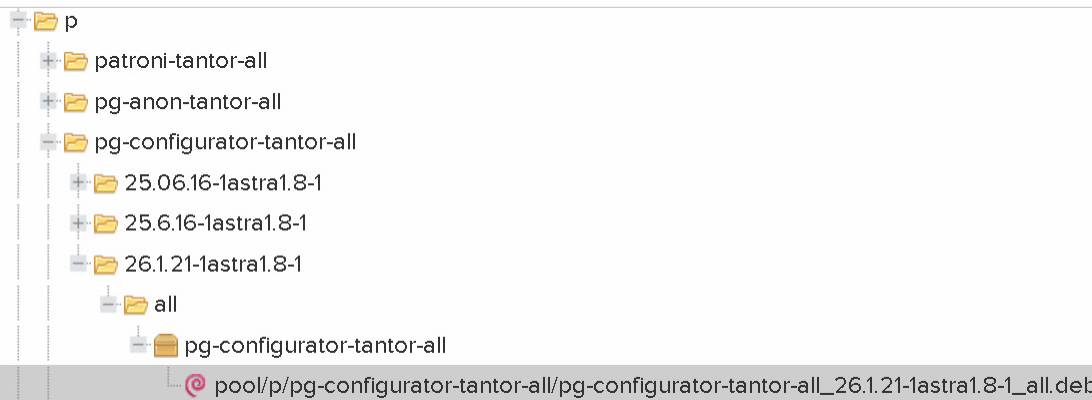 p
patroni-tantor-all
pg-anon-tantor-all
pg-configurator-tantor-all
25.06.16-1astra1.8-1
25.6.16-1astra1.8-1
26.1.21-1astra1.8-1
all
pg-configurator-tantor-all
pool/p/pg-configurator-tantor-all/pg-configurator-tantor-all_26.1.21-1astra1.8-1_all.deb